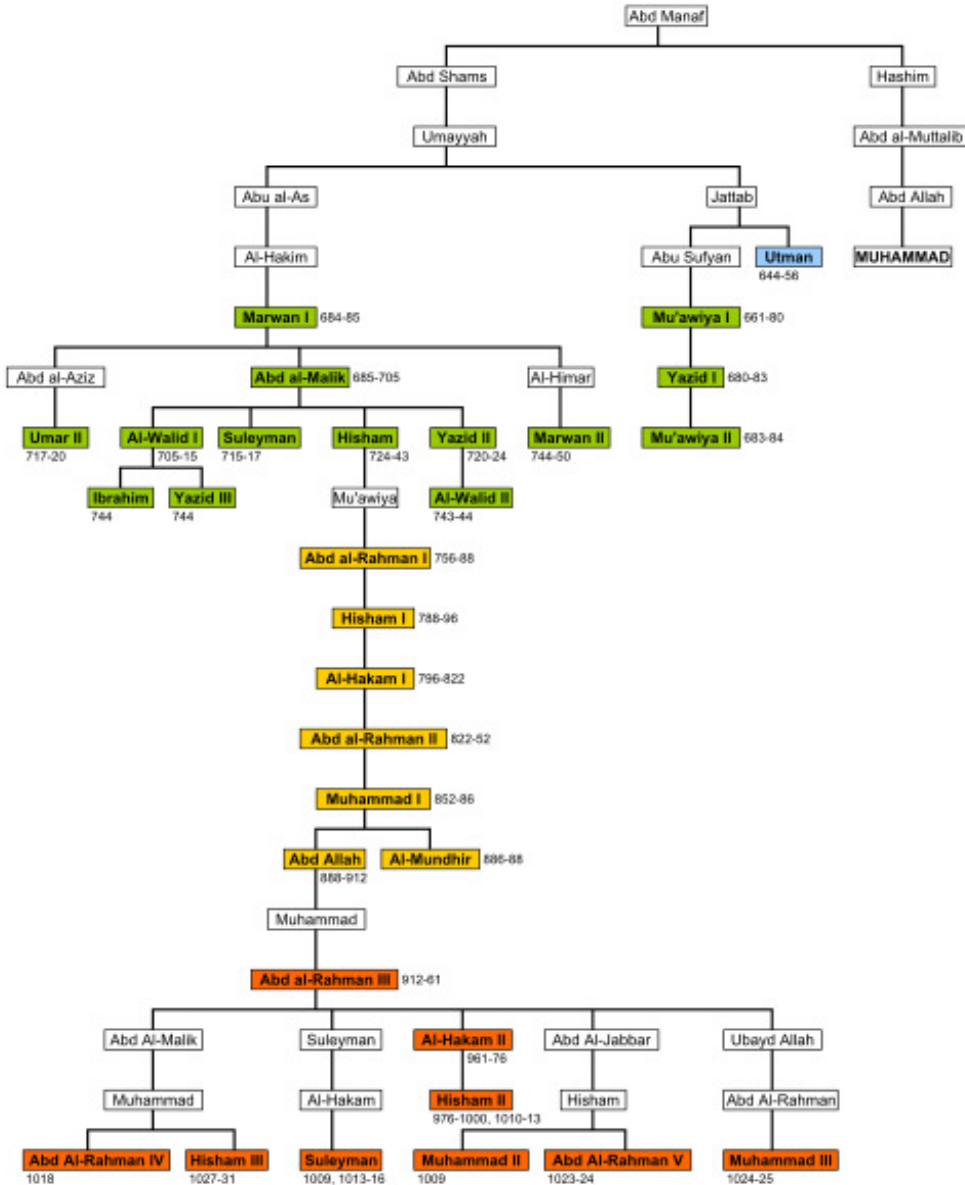 Abd Manaf
Abd Shams
Hashim
Umayyah
Abd al-Muttalib
Abu al-As
Jattab
Abd Allah
Al-Hakim
Abu Sufyan
Utman
MUHAMMAD
644-56
Marwan I 684-85
Mu'awiya I 661-80
Abd al-Aziz
Abd al-Malik 685-705
Al-Himar
Yazid I 680-83
Umar II
Al-Walid I
Suleyman
Hisham
Yazid II
Marwan II
Mu'awiya II 683-84
717-20
705-15
715-17
724-43
720-24
744-50
Ibrahim
Yazid III
Mu'awiya
Al-Walid II
744
744
743-44
Abd al-Rahman I 756-88
Hisham I 788-96
Al-Hakam I 796-822
Abd al-Rahman II 822-52
Muhammad I 852-86
Abd Allah
Al-Mundhir 886-88
888-912
Muhammad
Abd al-Rahman III 912-61
Abd Al-Malik
Suleyman
Al-Hakam II
Abd Al-Jabbar
Ubayd Allah
961-76
Muhammad
Al-Hakam
Hisham II
Hisham
Abd Al-Rahman
976-1000, 1010-13
Abd Al-Rahman IV
Hisham III
Suleyman
Muhammad II
Abd Al-Rahman V
Muhammad III
1018
1027-31
1009, 1013-16
1009
1023-24
1024-25